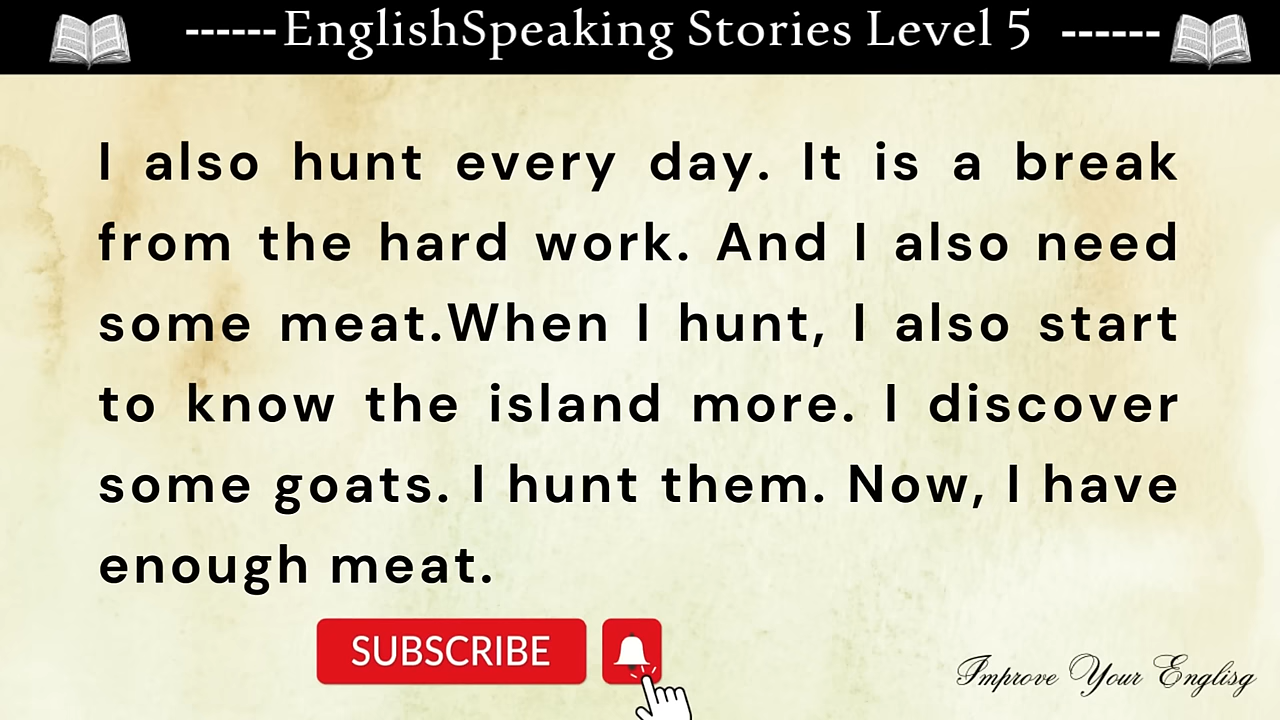 ------EnglishSpeaking Stories Level 5 ------
I also hunt every day. It is a break
from the hard work. And I also need
some meat.When I hunt, I also start
to know the island more. I discover
some goats. I hunt them. Now, I have
enough meat.
SUBSCRIBE
Improve Your Englisg